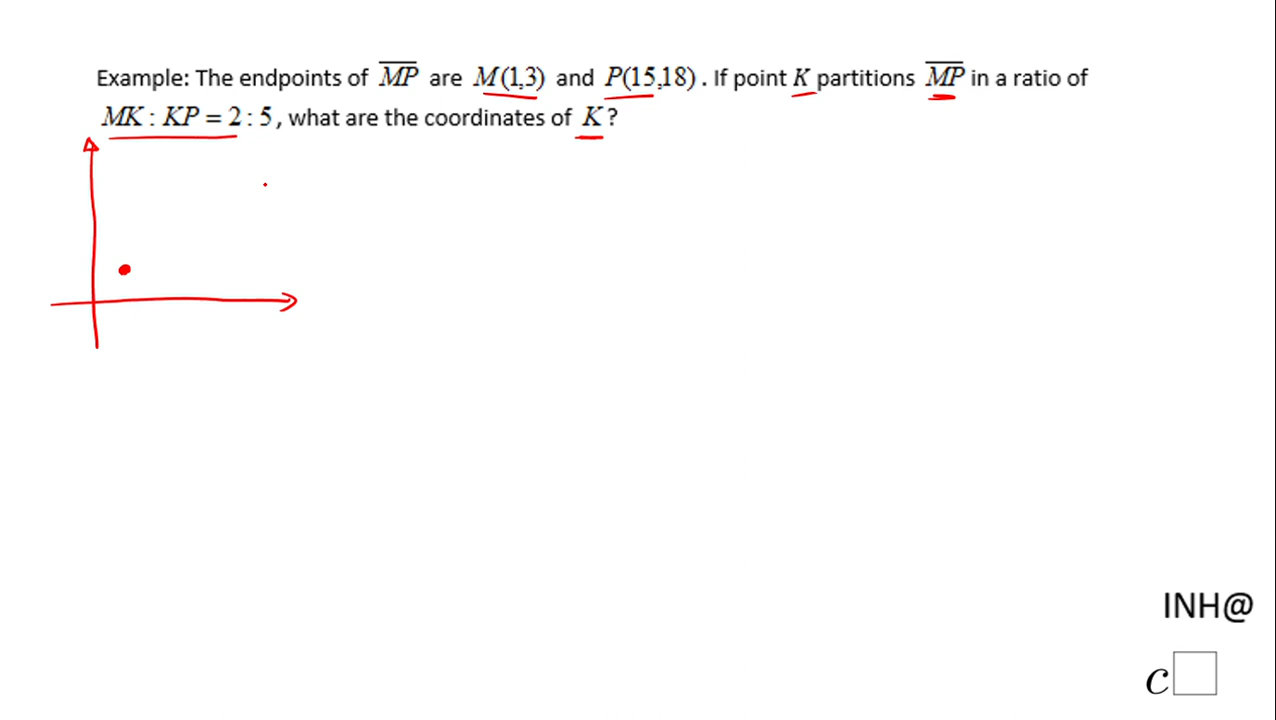 Example: The endpoints of MP are M(1,3) and P(15,18). If point K partitions MP in a ratio of
MK : KP = 2 : 5, what are the coordinates of K?
INH@
c